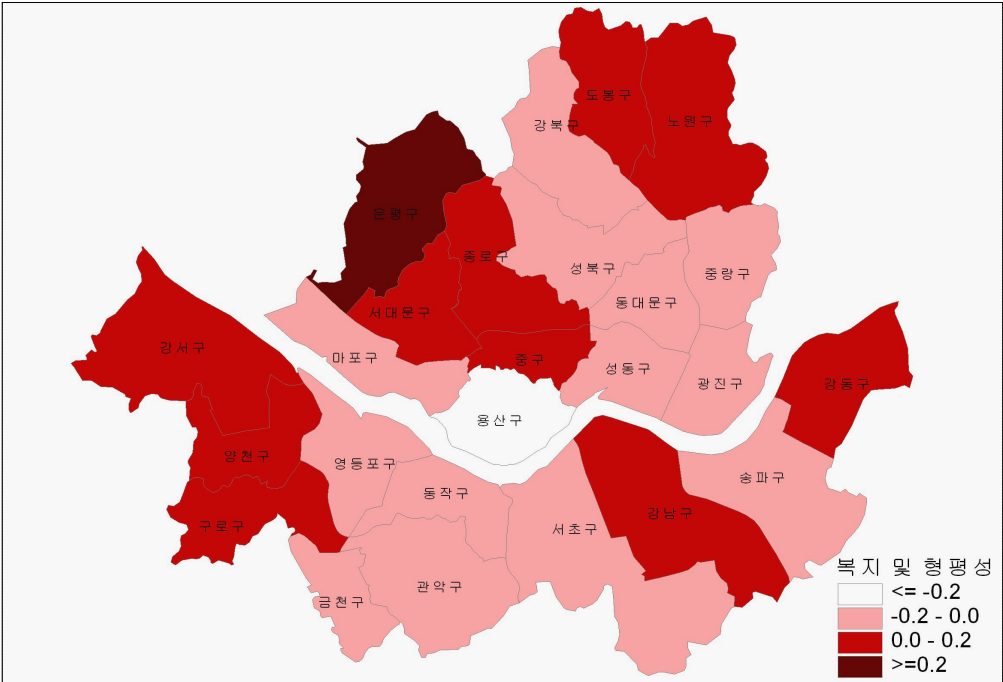 도봉구
노원구
강북구
은평구
종로구
성북구
중랑구
동대문구
서대문구
강서구
마포구
중구
성동구
광진구
강동구
용산구
양천구
영등포구
동작구
송파구
강남구
구로구
서초구
관악구
금천구
복지 및 형평성
<= -0.2
-0.2 - 0.0
0.0 - 0.2
>=0.2